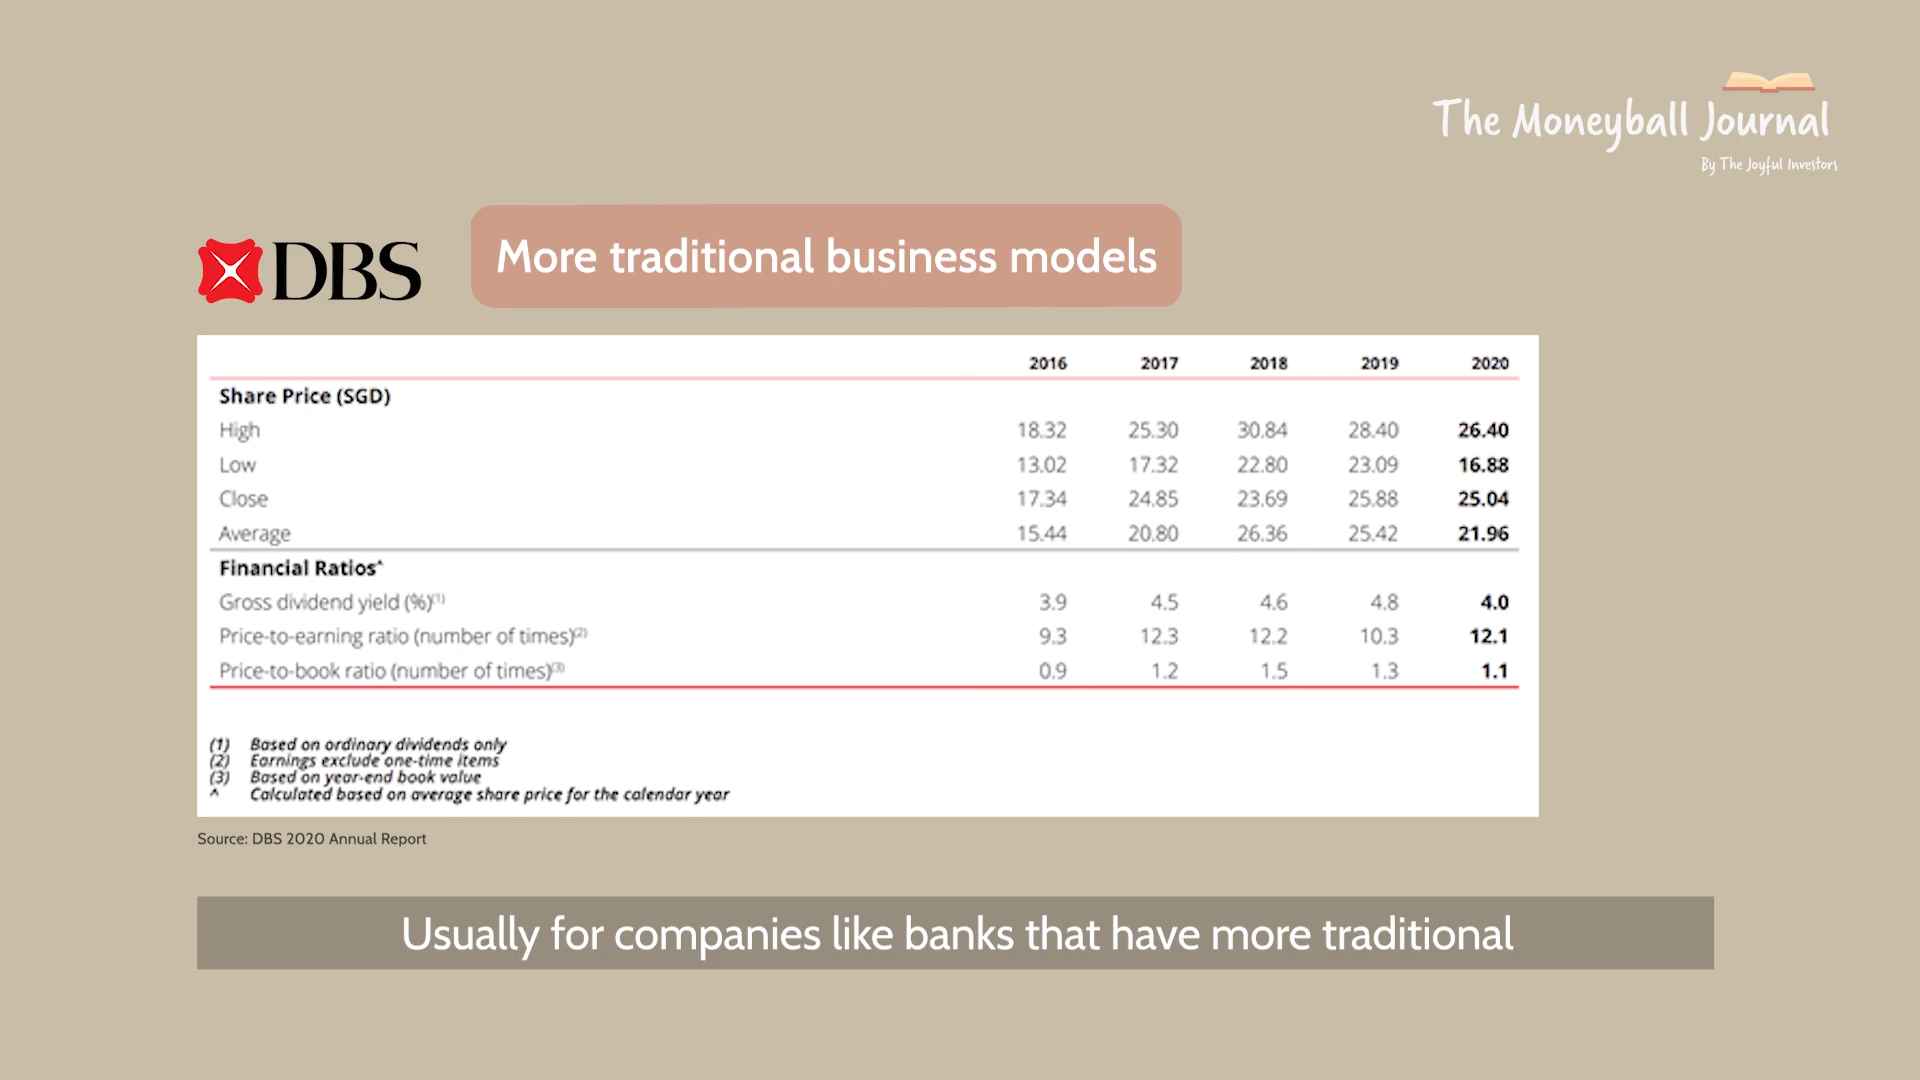 The Moneyball Journal
By The Joyful Investors
DBS
More traditional business models
2016 2017 2018 2019 2020
Share Price (SGD)
High 18.32 25.30 30.84 28.40 26.40
Low 13.02 17.32 22.80 23.09 16.88
Close 17.34 24.85 23.69 25.88 25.04
Average 15.44 20.80 26.36 25.42 21.96
Financial Ratios^
Gross dividend yield (%)(1) 3.9 4.5 4.6 4.8 4.0
Price-to-earning ratio (number of times)(2) 9.3 12.3 12.2 10.3 12.1
Price-to-book ratio (number of times)(3) 0.9 1.2 1.5 1.3 1.1
(1) Based on ordinary dividends only
(2) Earnings exclude one-time items
(3) Based on year-end book value
^ Calculated based on average share price for the calendar year
Source: DBS 2020 Annual Report
Usually for companies like banks that have more traditional